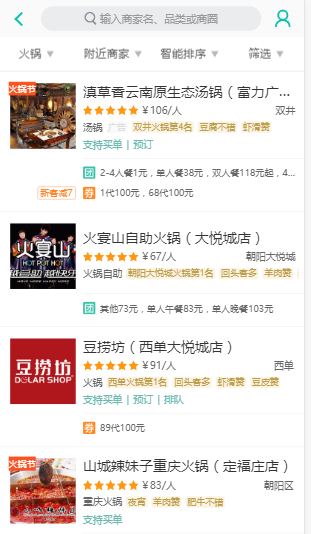 输入商家名、品类或商圈
火锅 附近商家 智能排序 筛选
火锅节
滇草香云南原生态汤锅（富力广...
¥106/人 双井
汤锅 广告 双井火锅第4名 豆腐不错 虾滑赞
支持买单 | 预订
团 2-4人餐1元，单人餐38元，双人餐118元起，4...
新客减7 券 1代100元，68代100元
火宴山
HOT POT HOT
火宴山自助火锅（大悦城店）
¥91/人 朝阳大悦城
火锅自助 朝阳大悦城火锅第1名 回头客多 羊肉赞
团 其他73元，单人午餐83元，单人晚餐103元
豆捞坊
DOLAR SHOP
豆捞坊（西单大悦城店）
¥67/人 西单
火锅 西单火锅第1名 回头客多 虾滑赞 豆皮赞
支持买单 | 预订 | 排队
券 89代100元
火锅节
山城辣妹子重庆火锅（定福庄店）
¥83/人 朝阳区
重庆火锅 夜宵 羊肉赞 肥牛不错
支持买单